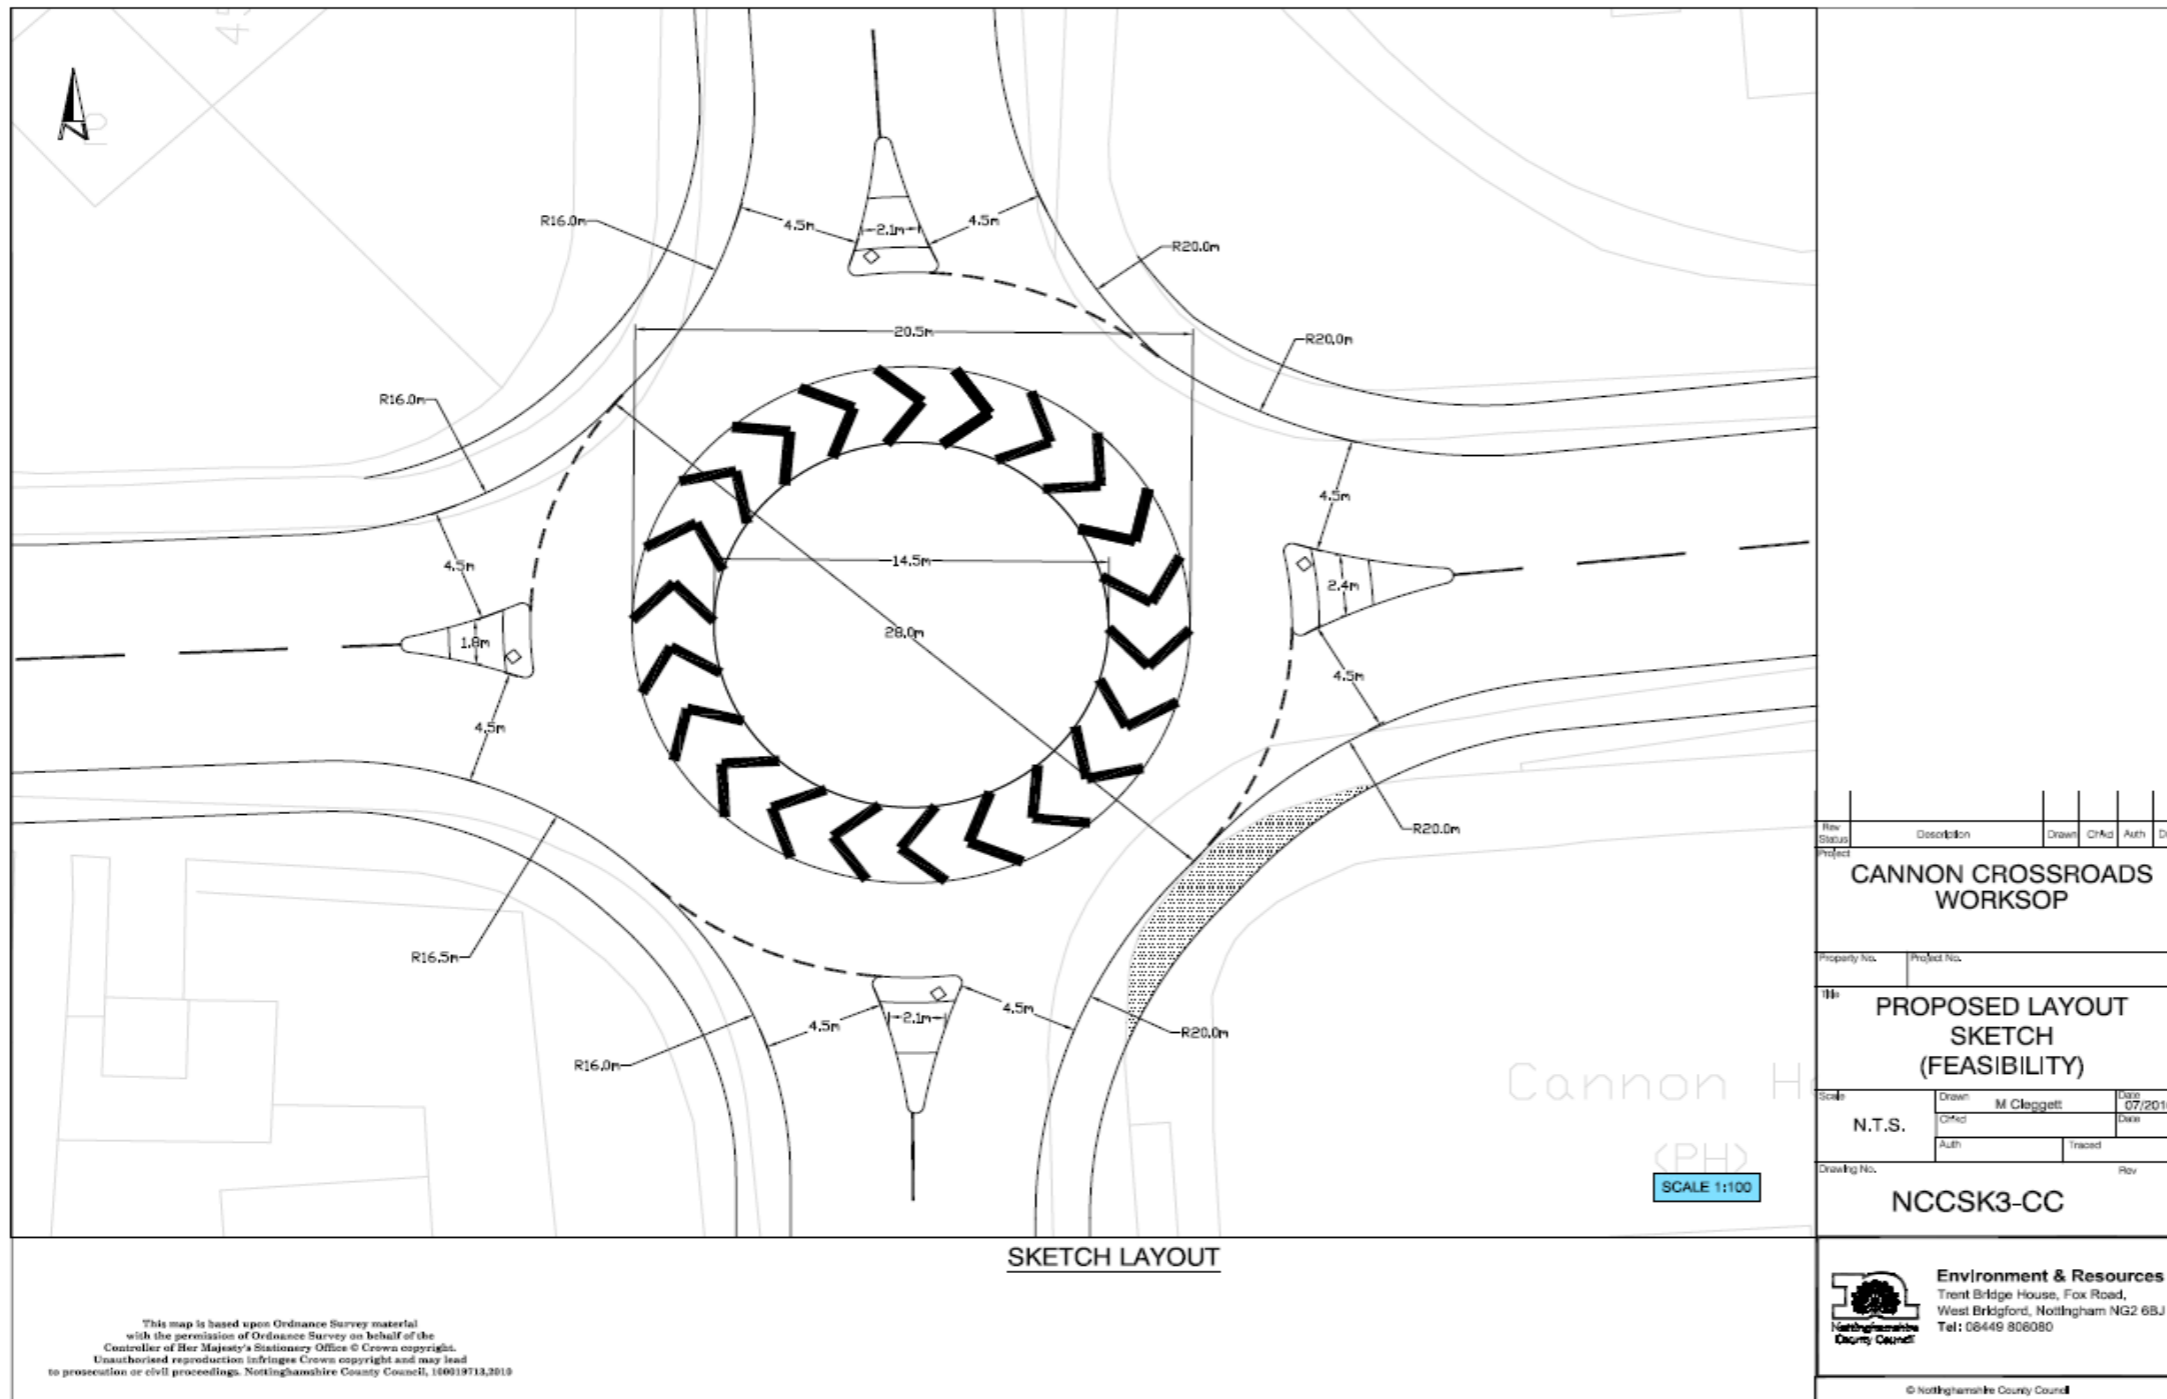 R16.0m
4.5m
2.1m
4.5m
R20.0m
20.5m
R20.0m
R16.0m
4.5m
14.5m
4.5m
2.4m
28.0m
1.8m
4.5m
4.5m
R20.0m
R16.5m
4.5m
2.1m
4.5m
R20.0m
R16.0m
Cannon H
(PH)
SCALE 1:100
SKETCH LAYOUT
This map is based upon Ordnance Survey material
with the permission of Ordnance Survey on behalf of the
Controller of Her Majesty's Stationery Office © Crown copyright.
Unauthorised reproduction infringes Crown copyright and may lead
to prosecution or civil proceedings. Nottinghamshire County Council, 100019713,2010
Rev Status
Description
Drawn
Chkd
Auth
Project
CANNON CROSSROADS
WORKSOP
Property No.
Project No.
Title
PROPOSED LAYOUT
SKETCH
(FEASIBILITY)
Scale
N.T.S.
Drawn
M Cleggett
Date
07/201
Chkd
Date
Auth
Traced
Drawing No.
Rev
NCCSK3-CC
Nottinghamshire
County Council
Environment & Resources
Trent Bridge House, Fox Road,
West Bridgford, Nottingham NG2 6BJ
Tel: 08449 808080
© Nottinghamshire County Council